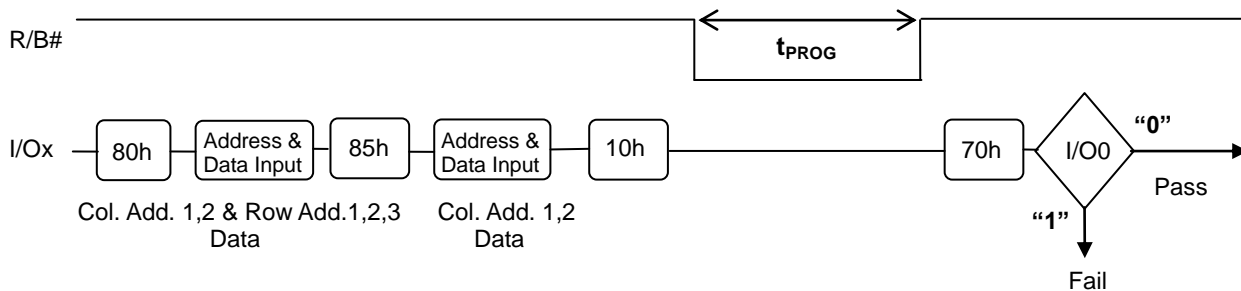 R/B#
tPROG
I/Ox
80h
Address &
Data Input
85h
Address &
Data Input
10h
70h
I/O0
“0”
Pass
Col. Add. 1,2 & Row Add.1,2,3
Data
Col. Add. 1,2
Data
“1”
Fail